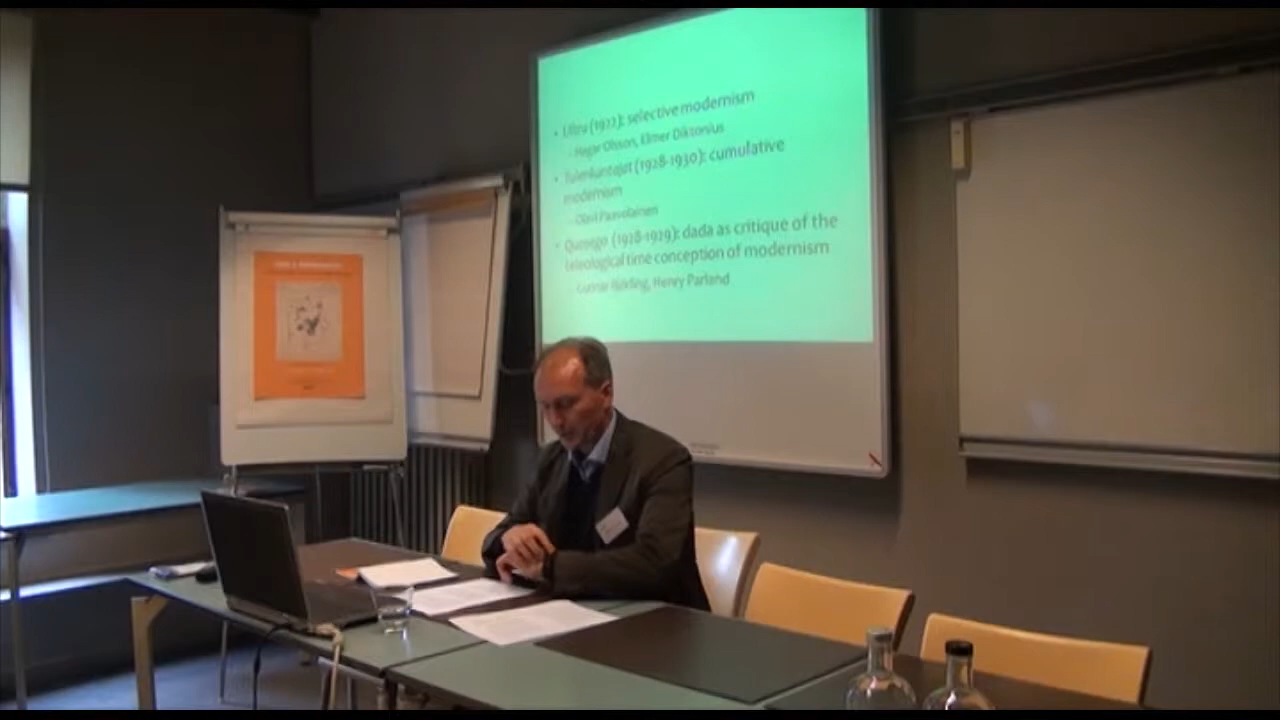 • Ultra (1922): selective modernism
– Hagar Olsson, Elmer Diktonius
• Tulenkantajat (1928-1930): cumulative
modernism
– Olavi Paavolainen
• Quosego (1928-1929): dada as critique of the
teleological time conception of modernism
– Gunnar Björling, Henry Parland